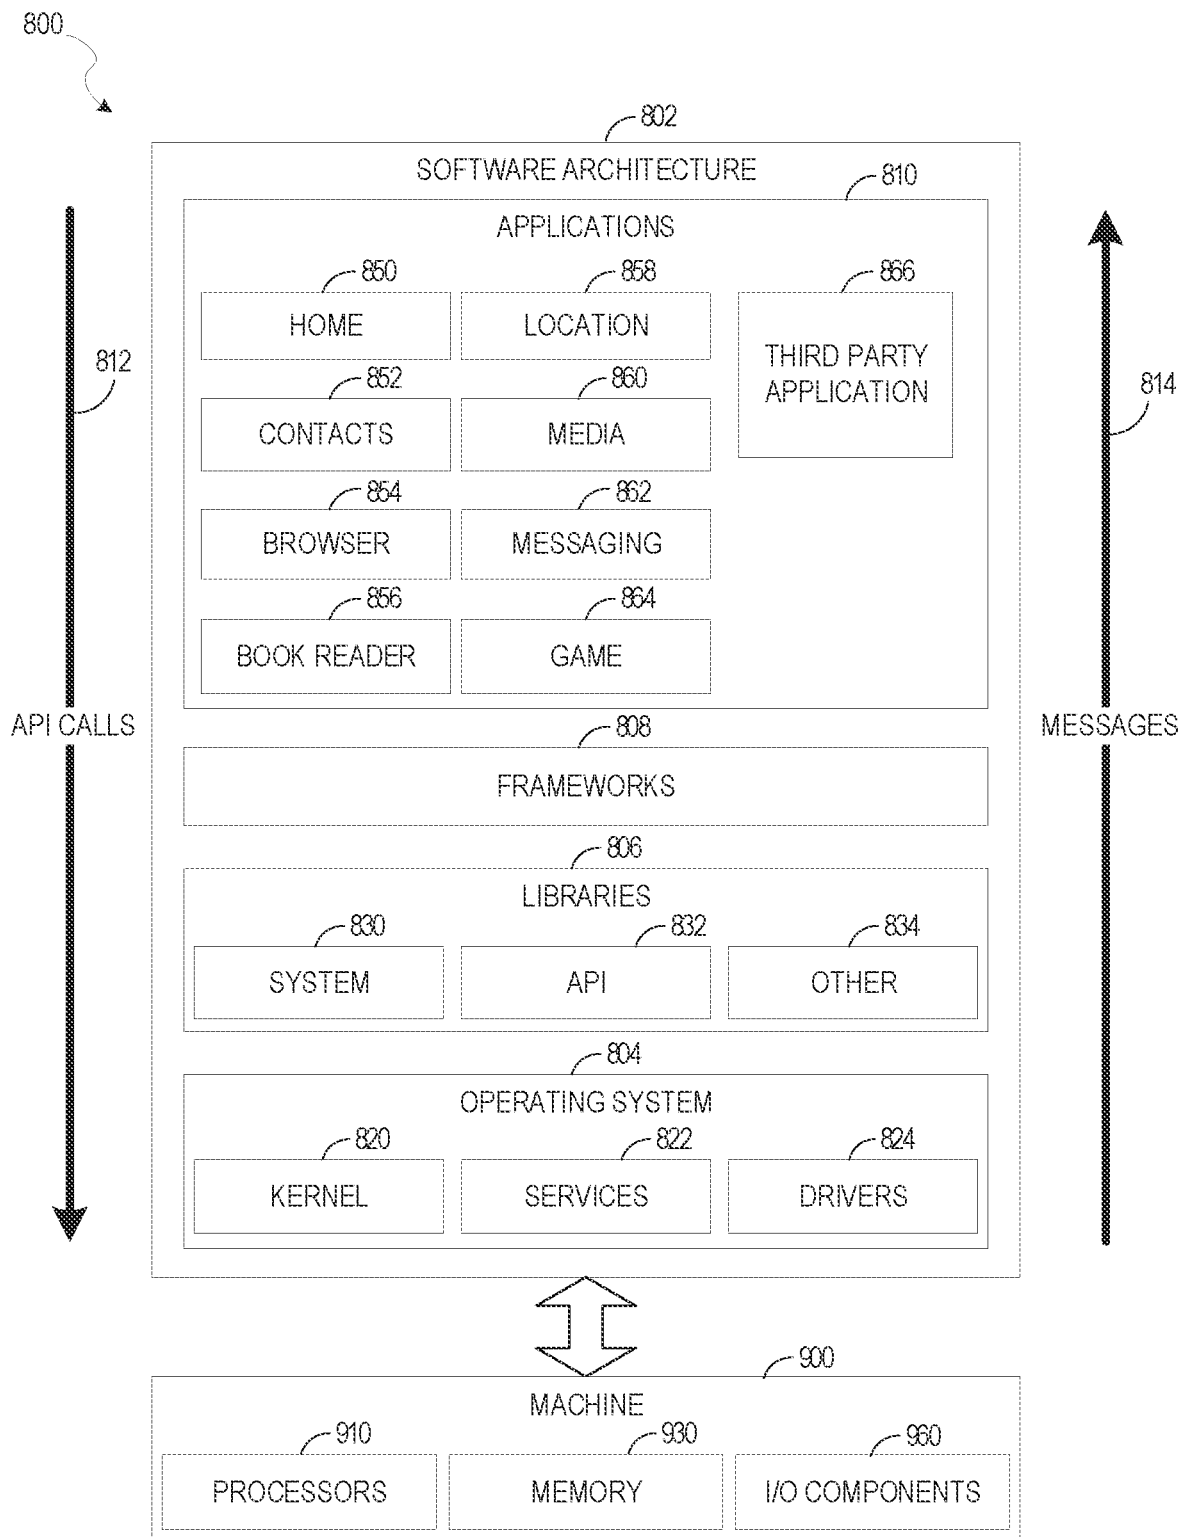 800
802
SOFTWARE ARCHITECTURE
810
APPLICATIONS
850
858
866
HOME
LOCATION
THIRD PARTY
APPLICATION
812
852
860
814
CONTACTS
MEDIA
854
862
BROWSER
MESSAGING
856
864
BOOK READER
GAME
API CALLS
MESSAGES
808
FRAMEWORKS
806
LIBRARIES
830
832
834
SYSTEM
API
OTHER
804
OPERATING SYSTEM
820
822
824
KERNEL
SERVICES
DRIVERS
900
MACHINE
910
930
960
PROCESSORS
MEMORY
I/O COMPONENTS